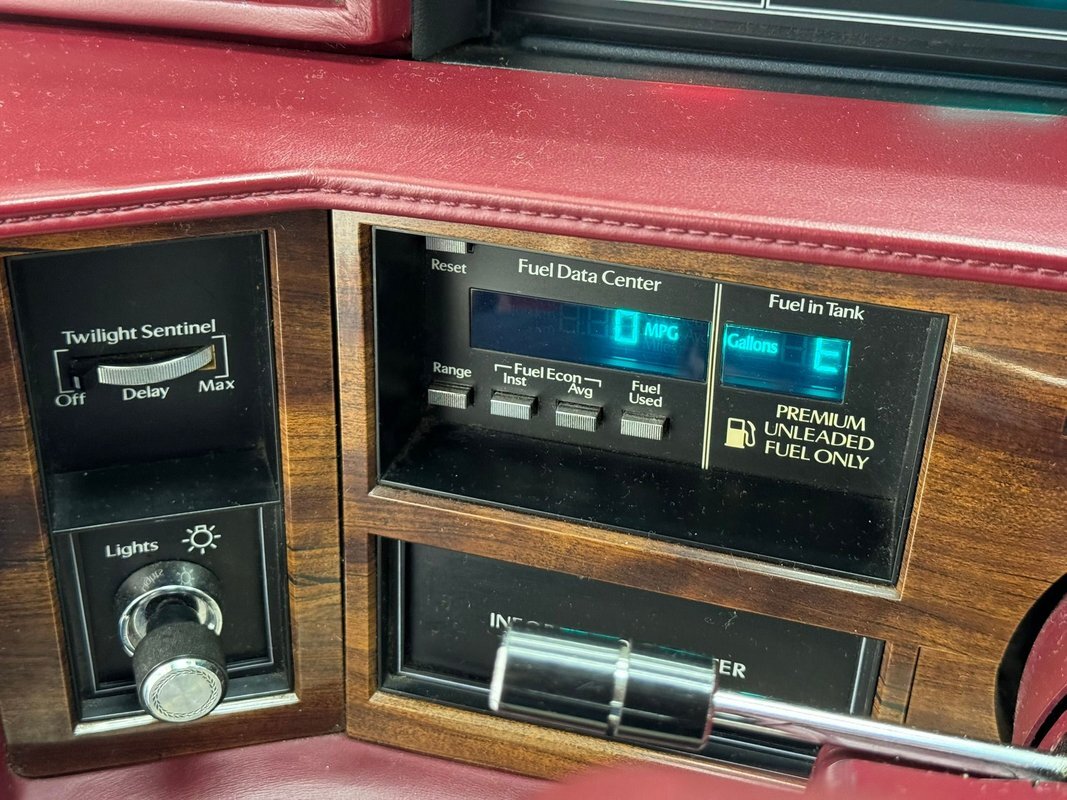 Twilight Sentinel
Off
Delay
Max
Lights
Reset
Fuel Data Center
0 MPG
Range
Fuel Econ
Inst
Avg
Fuel
Used
Fuel in Tank
Gallons E
PREMIUM
UNLEADED
FUEL ONLY